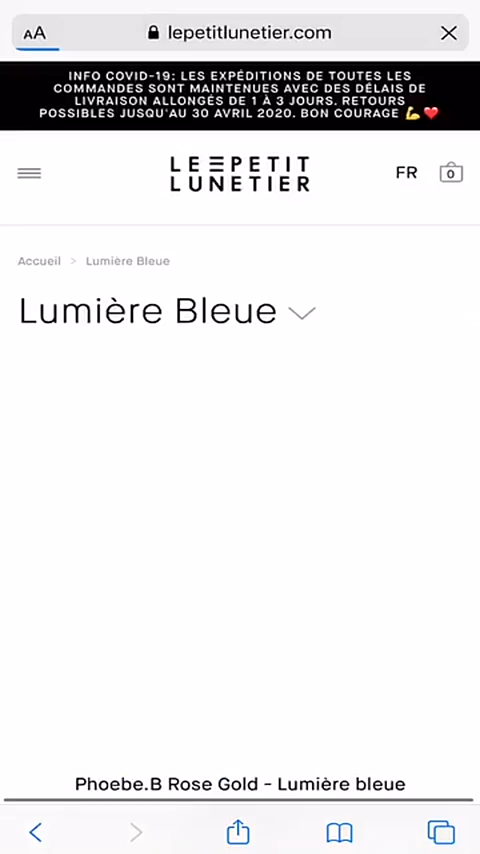 AA
lepetitlunetier.com
INFO COVID-19: LES EXPÉDITIONS DE TOUTES LES
COMMANDES SONT MAINTENUES AVEC DES DÉLAIS DE
LIVRAISON ALLONGÉS DE 1 À 3 JOURS. RETOURS
POSSIBLES JUSQU'AU 30 AVRIL 2020. BON COURAGE 💪❤️
LE PETIT
LUNETIER
FR
0
Accueil > Lumière Bleue
Lumière Bleue
Phoebe.B Rose Gold - Lumière bleue